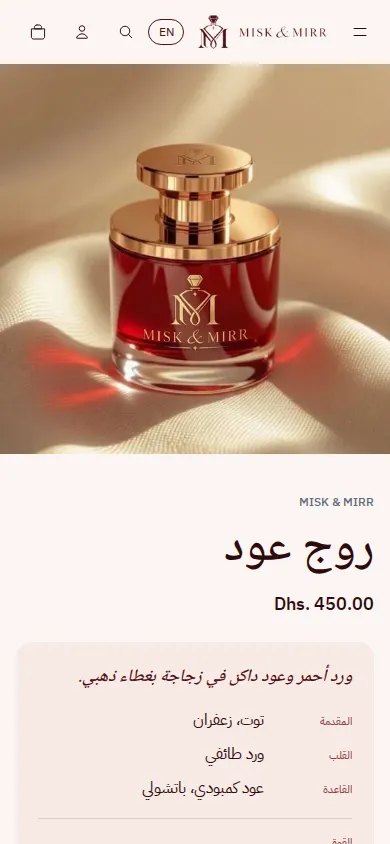 MISK & MIRR
EN
MISK & MIRR
MISK & MIRR
روج عود
Dhs. 450.00
ورد أحمر وعود داكن في زجاجة بغطاء ذهبي.
المقدمة توت، زعفران
القلب ورد طائفي
القاعدة عود كمبودي، باتشولي